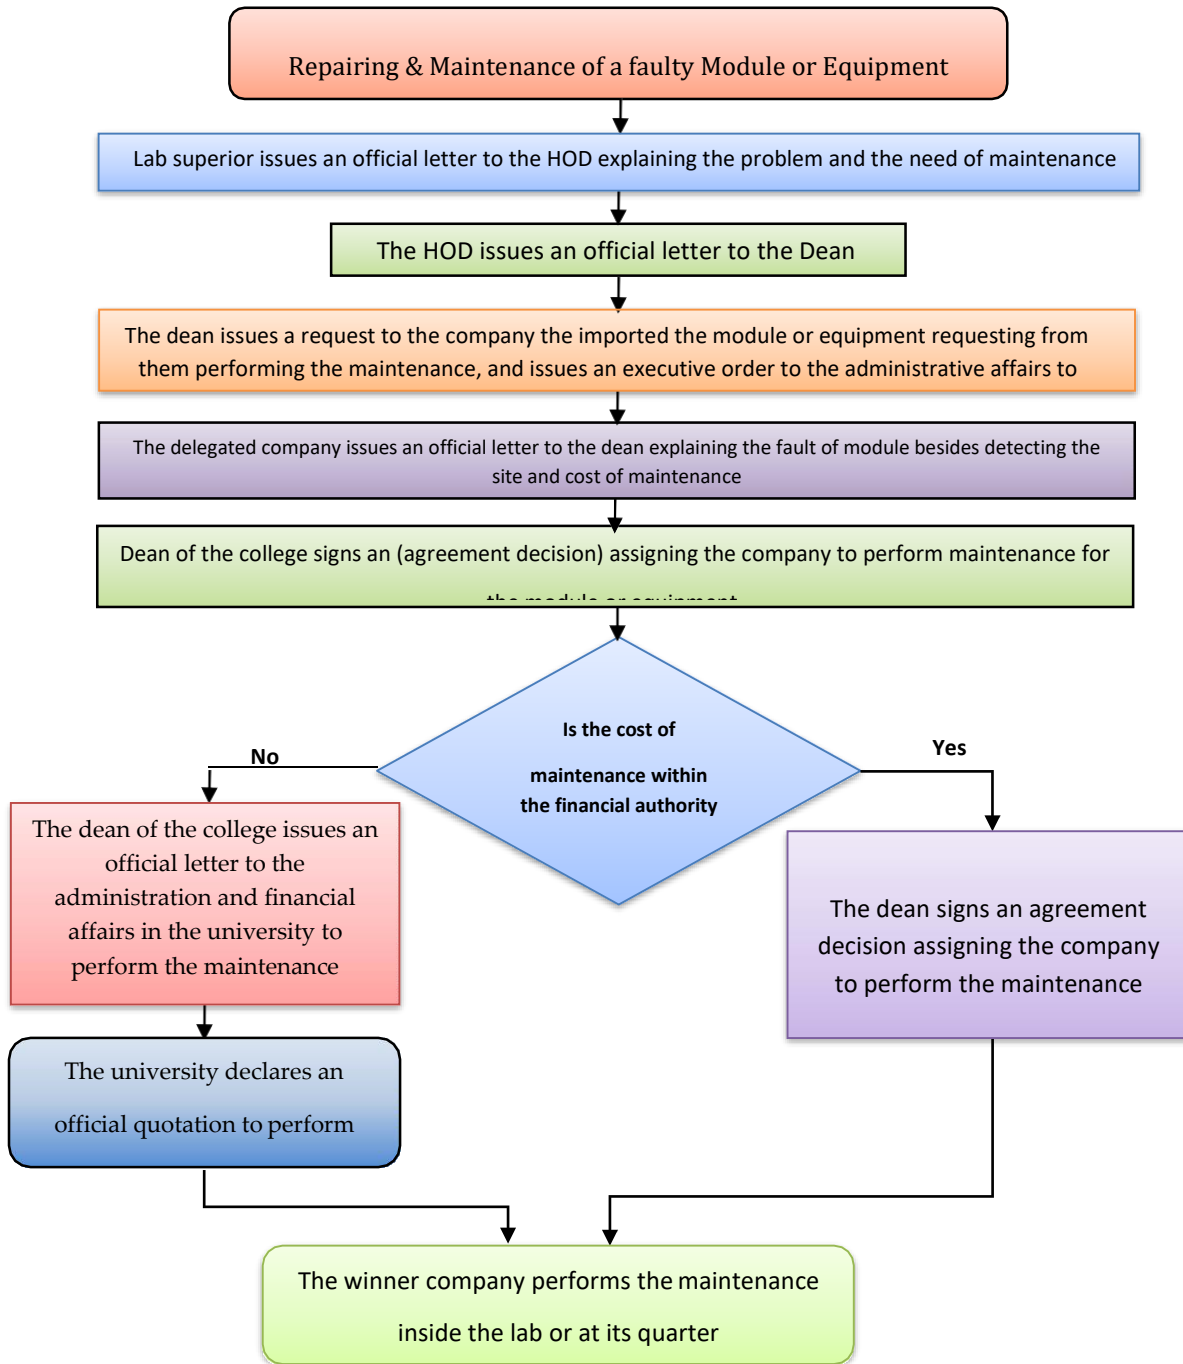 Repairing & Maintenance of a faulty Module or Equipment
Lab superior issues an official letter to the HOD explaining the problem and the need of maintenance
The HOD issues an official letter to the Dean
The dean issues a request to the company the imported the module or equipment requesting from
them performing the maintenance, and issues an executive order to the administrative affairs to
The delegated company issues an official letter to the dean explaining the fault of module besides detecting the
site and cost of maintenance
Dean of the college signs an (agreement decision) assigning the company to perform maintenance for
the module or equipment
Is the cost of
maintenance within
the financial authority
No
Yes
The dean of the college issues an
official letter to the
administration and financial
affairs in the university to
perform the maintenance
The dean signs an agreement
decision assigning the company
to perform the maintenance
The university declares an
official quotation to perform
The winner company performs the maintenance
inside the lab or at its quarter